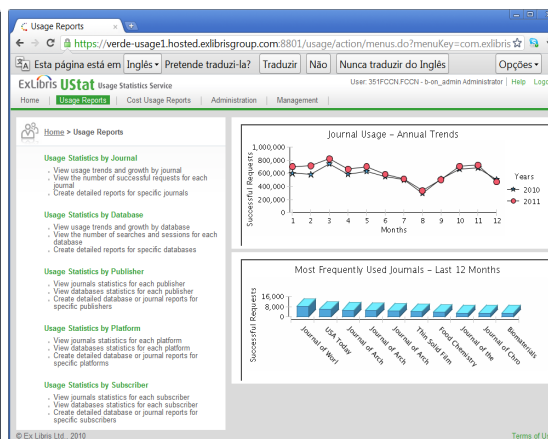 Usage Reports
https://verde-usage1.hosted.exlibrisgroup.com:8801/usage/action/menus.do?menuKey=com.exlibris
Esta página está em Inglês Pretende traduzi-la? Traduzir Não Nunca traduzir do Inglês Opções
ExLibris UStat Usage Statistics Service
User: 351FCCN.FCCN - b-on_admin Administrator | Help Logo
Home | Usage Reports | Cost Usage Reports | Administration | Management |
Home > Usage Reports
Usage Statistics by Journal
View usage trends and growth by journal
View the number of successful requests for each
journal
Create detailed reports for specific journals
Usage Statistics by Database
View usage trends and growth by database
View the number of searches and sessions for each
database
Create detailed reports for specific databases
Usage Statistics by Publisher
View journals statistics for each publisher
View databases statistics for each publisher
Create detailed database or journal reports for
specific publishers
Usage Statistics by Platform
View journals statistics for each platform
View databases statistics for each platform
Create detailed database or journal reports for
specific platforms
Usage Statistics by Subscriber
View journals statistics for each subscriber
View databases statistics for each subscriber
Create detailed database or journal reports for
specific subscribers
Journal Usage – Annual Trends
Successful Requests
1,000,000
800,000
600,000
400,000
200,000
0
1 2 3 4 5 6 7 8 9 10 11 12
Months
Years
2010
2011
Most Frequently Used Journals – Last 12 Months
Successful Requests
16,000
8,000
0
Journal of Worl
USA Today
Journal of Arch
Journal of Arch
Journal of Arch
Thin Solid Film
Food Chemistry
Journal of the
Journal of Chro
Biomaterials
© Ex Libris Ltd., 2010
Terms of Us